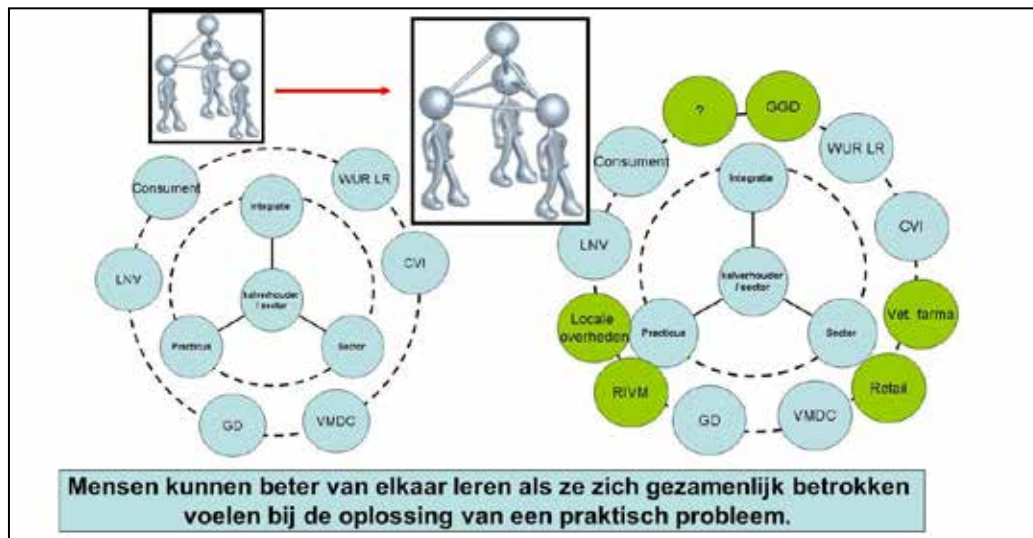 Consument
WUR LR
Integratie
LNV
CVI
kalverhouder
/ sector
Practicus
Sector
GD
VMDC
?
GGD
Consument
WUR LR
Integratie
LNV
CVI
kalverhouder
/ sector
Locale
overheden
Practicus
Sector
Vet. farma
RIVM
Retail
GD
VMDC
Mensen kunnen beter van elkaar leren als ze zich gezamenlijk betrokken
voelen bij de oplossing van een praktisch probleem.